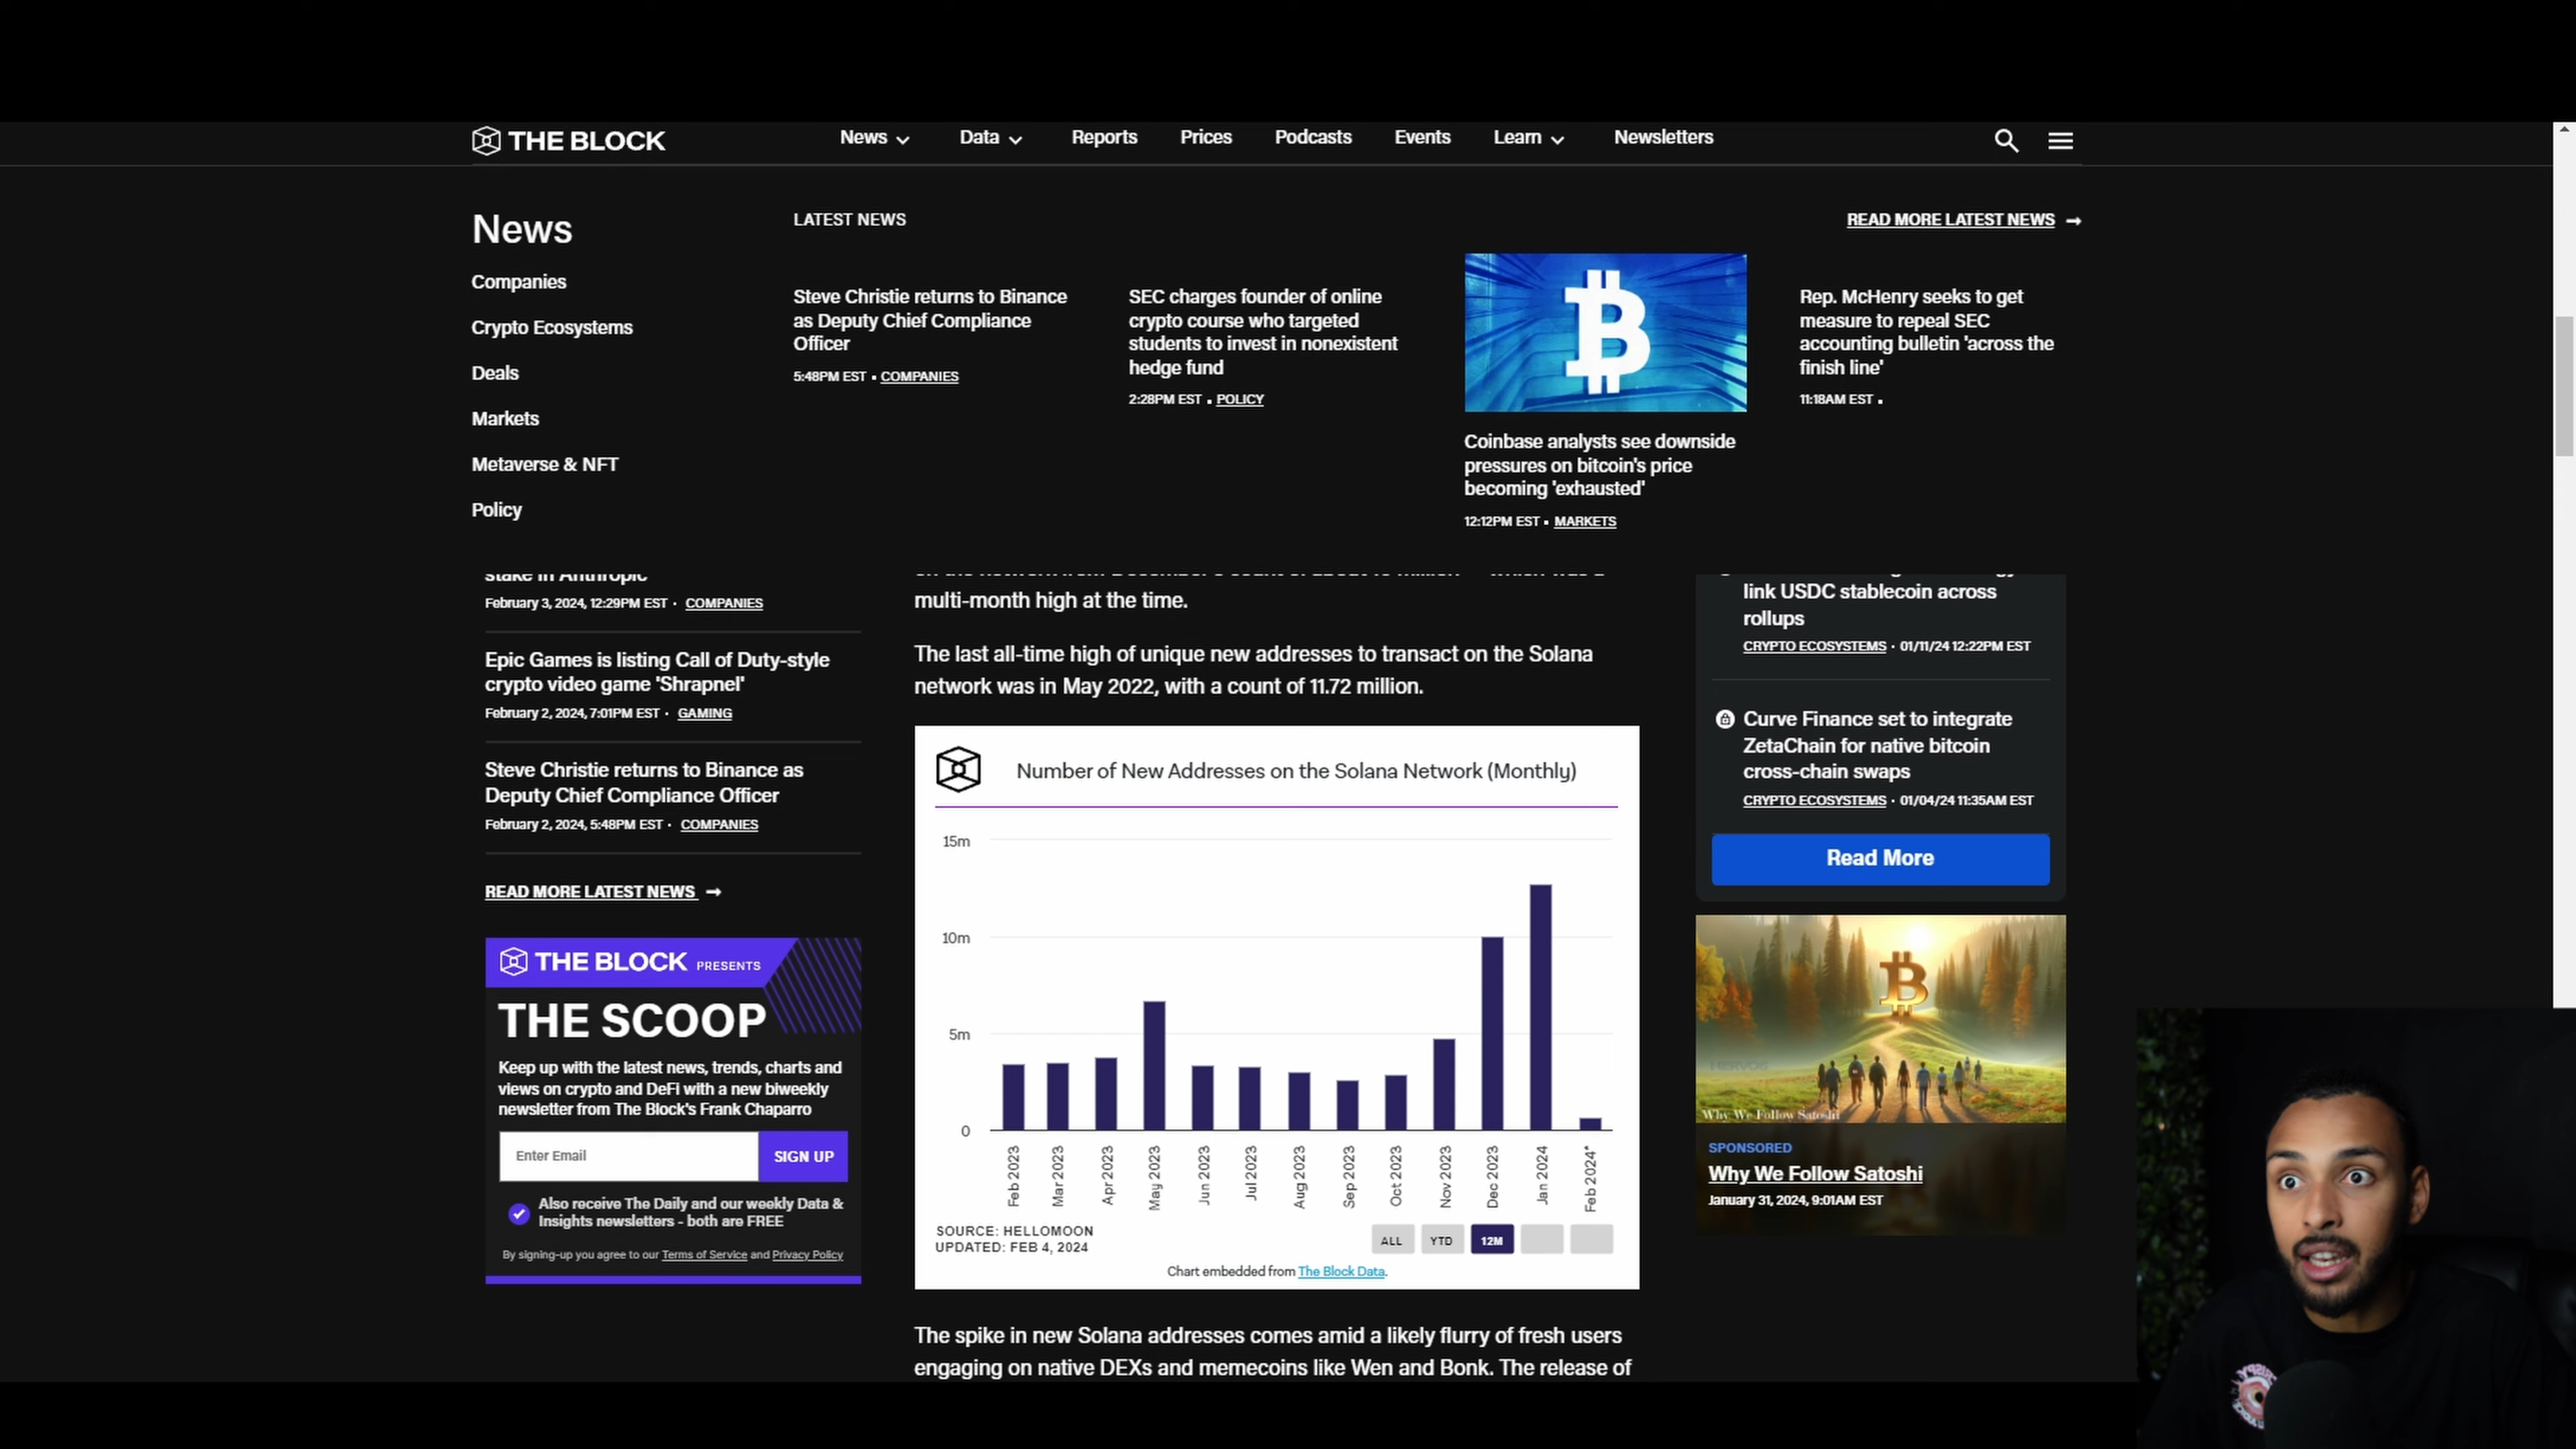 THE BLOCK
News
Data
Reports
Prices
Podcasts
Events
Learn
Newsletters
News
Companies
Crypto Ecosystems
Deals
Markets
Metaverse & NFT
Policy
LATEST NEWS
READ MORE LATEST NEWS →
Steve Christie returns to Binance
as Deputy Chief Compliance
Officer
5:48PM EST • COMPANIES
SEC charges founder of online
crypto course who targeted
students to invest in nonexistent
hedge fund
2:28PM EST • POLICY
Coinbase analysts see downside
pressures on bitcoin's price
becoming 'exhausted'
12:12PM EST • MARKETS
Rep. McHenry seeks to get
measure to repeal SEC
accounting bulletin 'across the
finish line'
11:18AM EST •
stake in Anthropic
February 3, 2024, 12:29PM EST • COMPANIES
Epic Games is listing Call of Duty-style
crypto video game 'Shrapnel'
February 2, 2024, 7:01PM EST • GAMING
Steve Christie returns to Binance as
Deputy Chief Compliance Officer
February 2, 2024, 5:48PM EST • COMPANIES
READ MORE LATEST NEWS →
THE BLOCK PRESENTS
THE SCOOP
Keep up with the latest news, trends, charts and
views on crypto and DeFi with a new biweekly
newsletter from The Block's Frank Chaparro
Enter Email
SIGN UP
Also receive The Daily and our weekly Data &
Insights newsletters - both are FREE
By signing-up you agree to our Terms of Service and Privacy Policy
multi-month high at the time.
The last all-time high of unique new addresses to transact on the Solana
network was in May 2022, with a count of 11.72 million.
Number of New Addresses on the Solana Network (Monthly)
15m
10m
5m
0
Feb 2023
Mar 2023
Apr 2023
May 2023
Jun 2023
Jul 2023
Aug 2023
Sep 2023
Oct 2023
Nov 2023
Dec 2023
Jan 2024
Feb 2024*
SOURCE: HELLOMOON
UPDATED: FEB 4, 2024
ALL
YTD
12M
Chart embedded from The Block Data.
The spike in new Solana addresses comes amid a likely flurry of fresh users
engaging on native DEXs and memecoins like Wen and Bonk. The release of
link USDC stablecoin across
rollups
CRYPTO ECOSYSTEMS • 01/11/24 12:22PM EST
Curve Finance set to integrate
ZetaChain for native bitcoin
cross-chain swaps
CRYPTO ECOSYSTEMS • 01/04/24 11:35AM EST
Read More
Why We Follow Satoshi
SPONSORED
Why We Follow Satoshi
January 31, 2024, 9:01AM EST